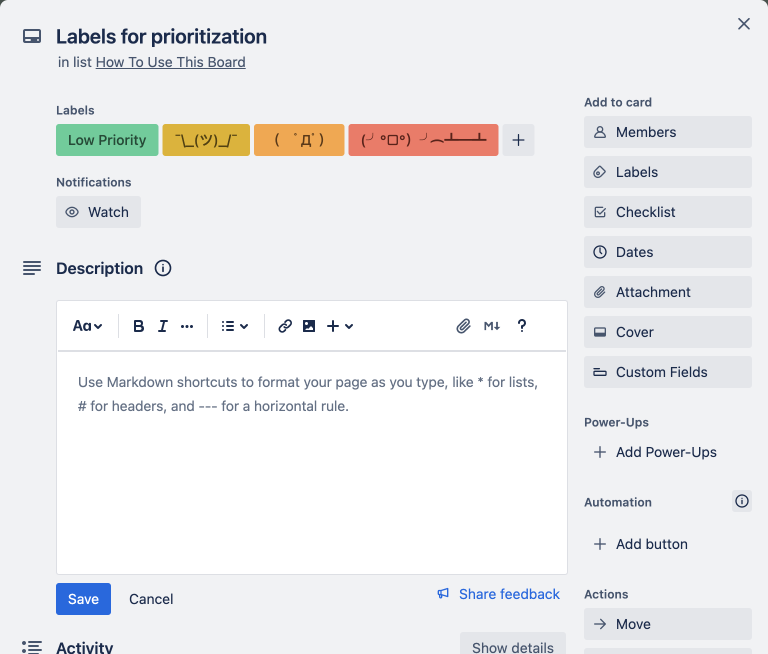 Labels for prioritization
in list How To Use This Board
Labels
Low Priority
¯\_(ツ)_/¯
( ﾟДﾟ)
(╯°□°) ╯︵┻━┻
Notifications
Watch
Description
Aa
B I ...
M↓ ?
Use Markdown shortcuts to format your page as you type, like * for lists,
# for headers, and --- for a horizontal rule.
Save
Cancel
Share feedback
Activity
Show details
Add to card
Members
Labels
Checklist
Dates
Attachment
Cover
Custom Fields
Power-Ups
+ Add Power-Ups
Automation
+ Add button
Actions
→ Move